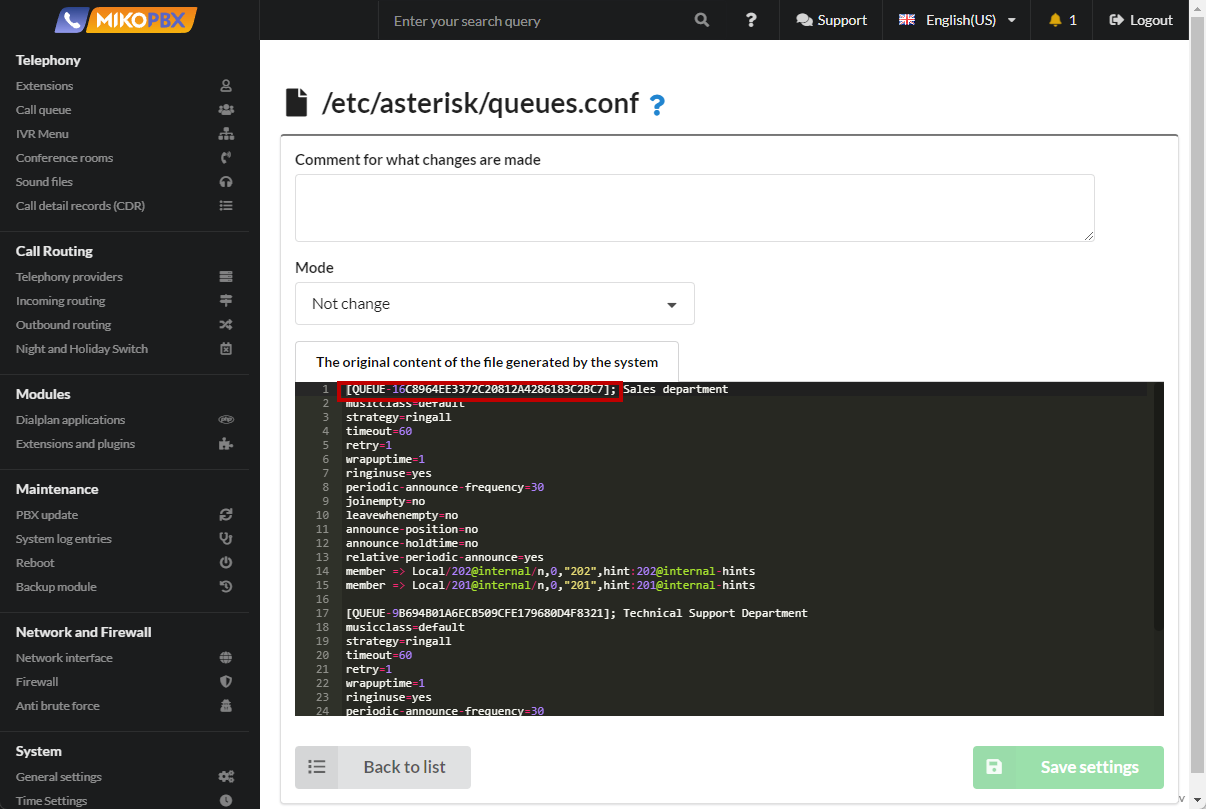 MIKOPBX
Enter your search query
?
Support
English(US)
1
Logout
Telephony
Extensions
Call queue
IVR Menu
Conference rooms
Sound files
Call detail records (CDR)
Call Routing
Telephony providers
Incoming routing
Outbound routing
Night and Holiday Switch
Modules
Dialplan applications
Extensions and plugins
Maintenance
PBX update
System log entries
Reboot
Backup module
Network and Firewall
Network interface
Firewall
Anti brute force
System
General settings
Time Settings
/etc/asterisk/queues.conf ?
Comment for what changes are made
Mode
Not change
The original content of the file generated by the system
1 [QUEUE-16C8964EE3372C20812A4286183C2BC7]; Sales department
2 musicclass=default
3 strategy=ringall
4 timeout=60
5 retry=1
6 wrapuptime=1
7 ringinuse=yes
8 periodic-announce-frequency=30
9 joinempty=no
10 leavewhenempty=no
11 announce-position=no
12 announce-holdtime=no
13 relative-periodic-announce=yes
14 member => Local/202@internal/n,0,"202",hint:202@internal-hints
15 member => Local/201@internal/n,0,"201",hint:201@internal-hints
16
17 [QUEUE-9B694B01A6ECB509CFE179680D4F8321]; Technical Support Department
18 musicclass=default
19 strategy=ringall
20 timeout=60
21 retry=1
22 wrapuptime=1
23 ringinuse=yes
24 periodic-announce-frequency=30
Back to list
Save settings